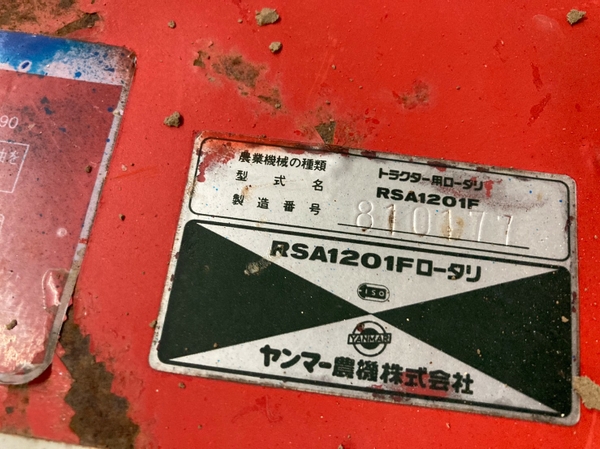 90
農業機械の種類 トラクター用ロータリ
型式名 RSA1201F
製造番号 810177
RSA1201Fロータリ
ISO
YANMAR
ヤンマー農機株式会社